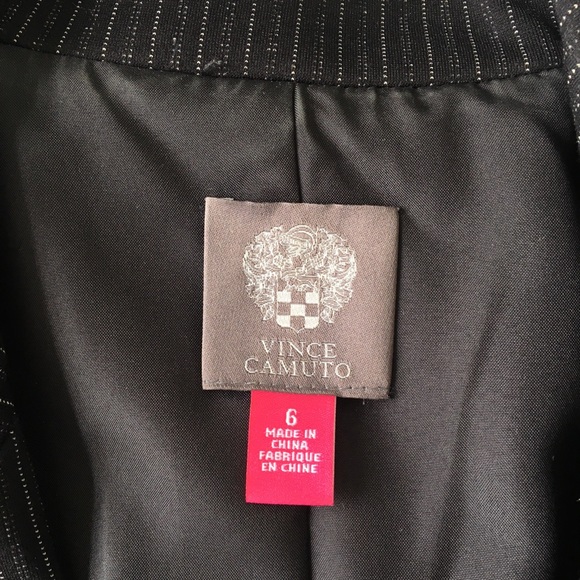 VINCE
CAMUTO
6
MADE IN
CHINA
FABRIQUE
EN CHINE